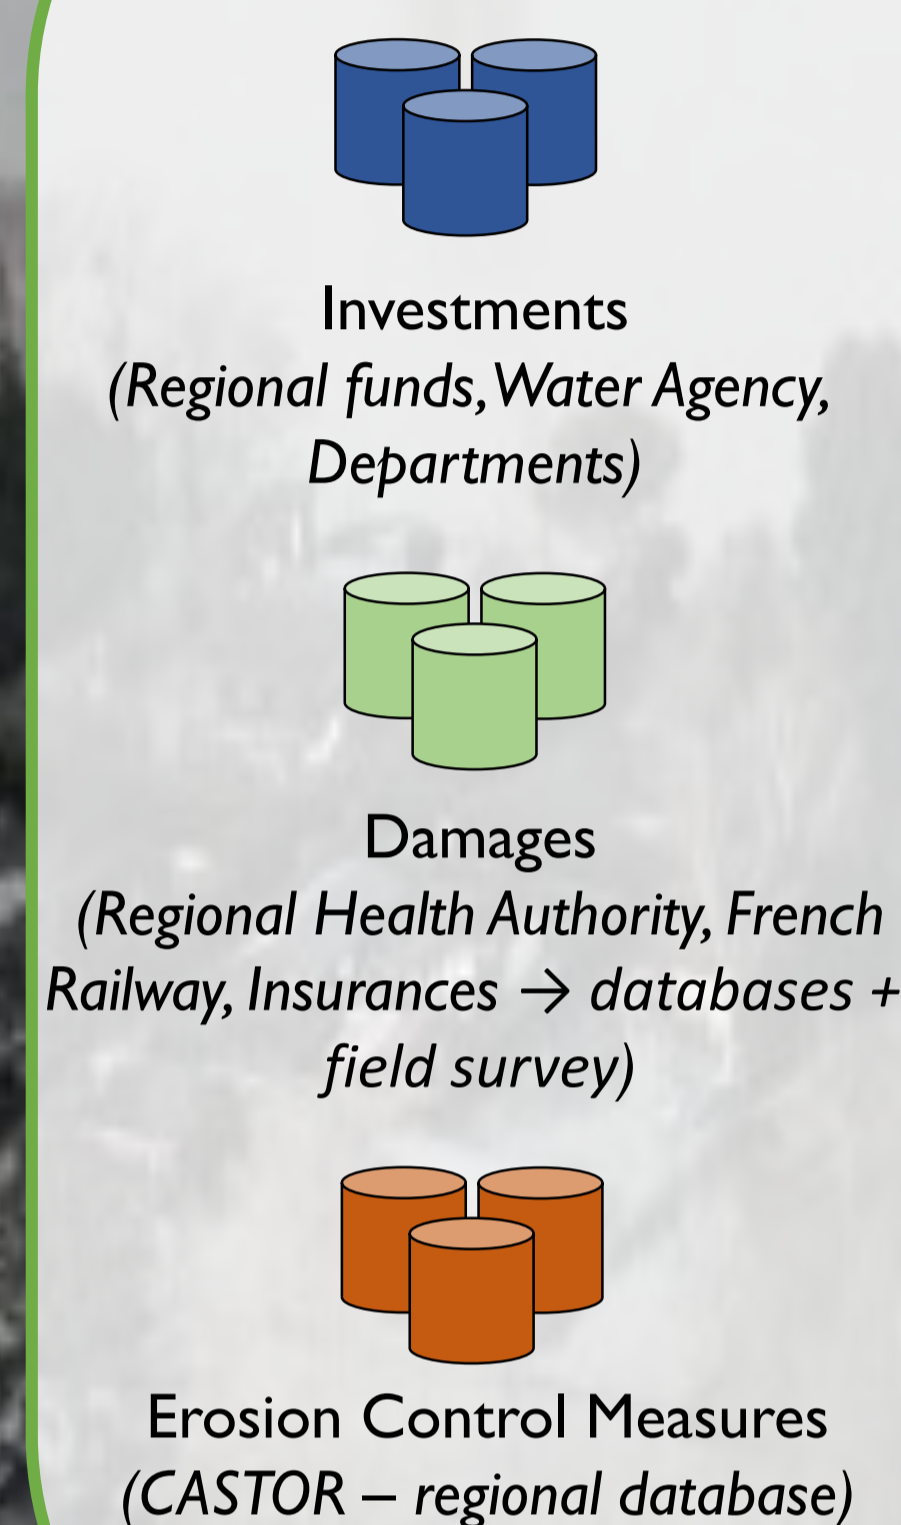 Investments
(Regional funds, Water Agency,
Departments)
Damages
(Regional Health Authority, French
Railway, Insurances → databases +
field survey)
Erosion Control Measures
(CASTOR – regional database)